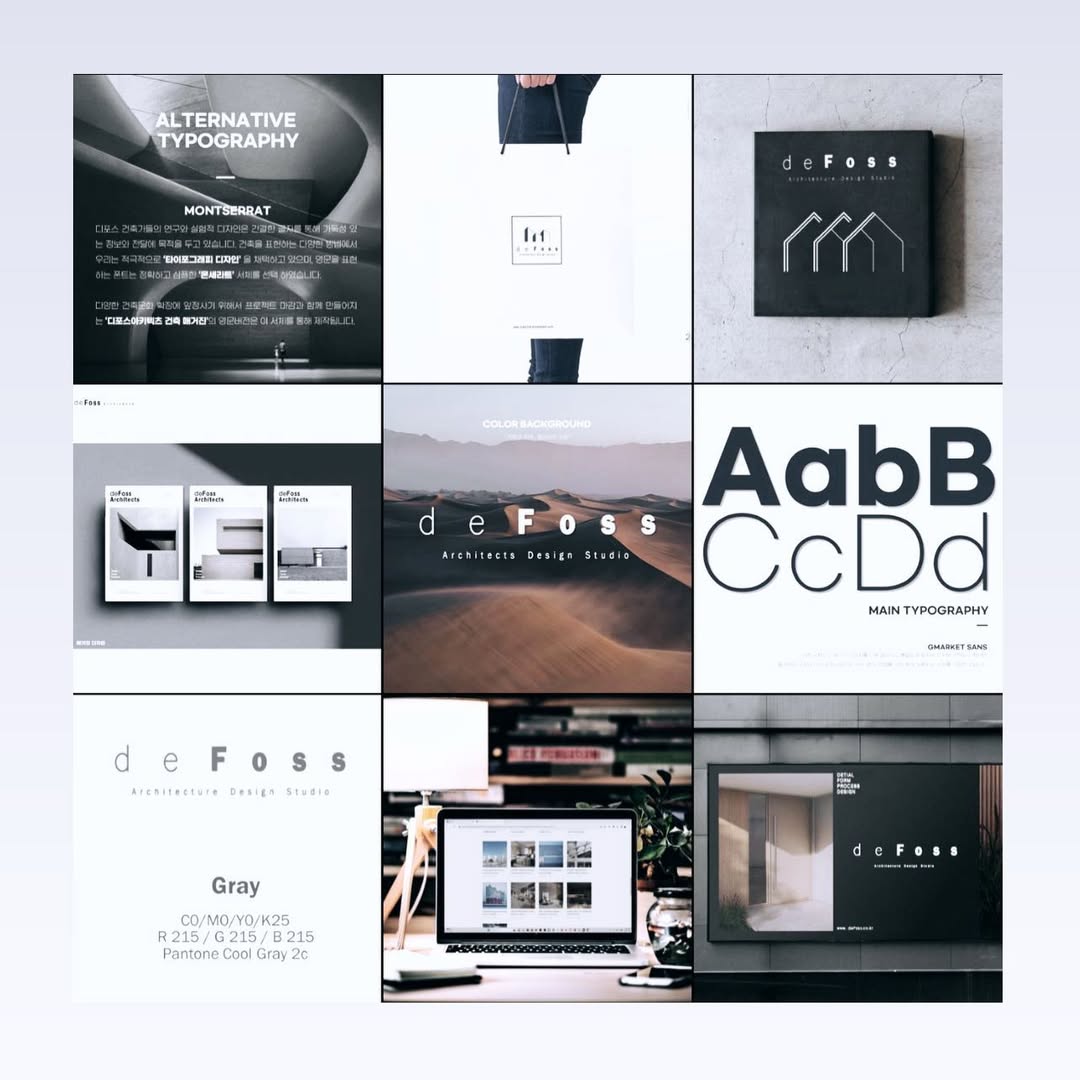 ALTERNATIVE
TYPOGRAPHY
MONTSERRAT
디포스 건축가들의 연구와 실험적 디자인은 간결한 글자를 통해 가독성 있
는 정보와 전달에 목적을 두고 있습니다. 건축을 표현하는 다양한 방법에서
우리는 적극적으로 '타이포그래피 디자인' 을 채택하고 있으며, 영문을 표현
하는 폰트는 정확하고 심플한 '몬세라트' 서체를 선택 하였습니다.
다양한 건축문화 확장에 앞장서기 위해서 프로젝트 마감과 함께 만들어지
는 '디포스아키텍츠 건축 매거진'의 영문버전은 이 서체를 통해 제작됩니다.
deFoss
deFoss
Architecture Design Studio
deFoss
deFoss
Architects
deFoss
Architects
deFoss
Architects
COLOR BACKGROUND
deFoss
Architects Design Studio
AabB
CcDd
MAIN TYPOGRAPHY
GMARKET SANS
deFoss
Architecture Design Studio
Gray
C0/M0/Y0/K25
R 215 / G 215 / B 215
Pantone Cool Gray 2c
DETIAL
FORM
PROCESS
DESIGN
deFoss
Architecture Design Studio
www. deFoss.co.kr